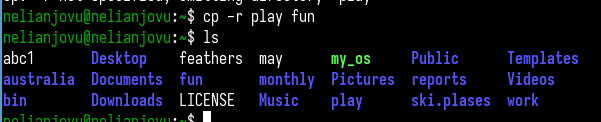 nelianjovu@nelianjovu:~$ cp -r play fun
nelianjovu@nelianjovu:~$ ls
abc1 Desktop feathers may my_os Public Templates
australia Documents fun monthly Pictures reports Videos
bin Downloads LICENSE Music play ski.plases work
nelianjovu@nelianjovu:~$